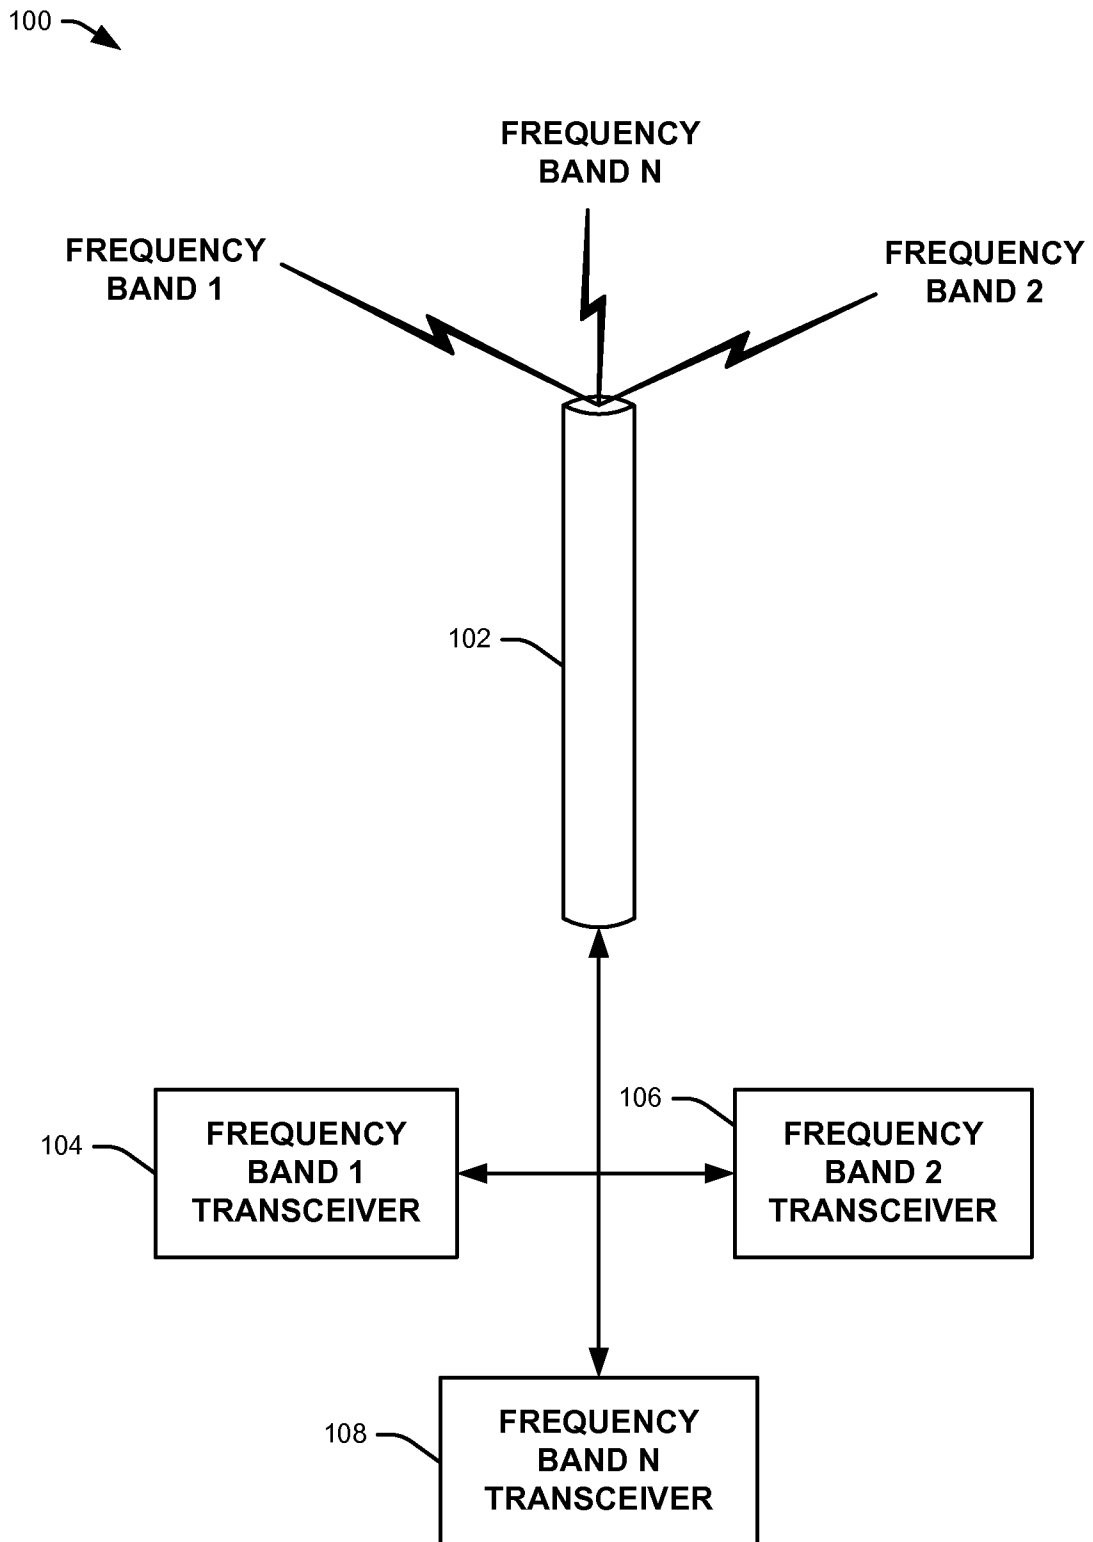 100
FREQUENCY
BAND N
FREQUENCY
BAND 1
FREQUENCY
BAND 2
102
104
FREQUENCY
BAND 1
TRANSCEIVER
106
FREQUENCY
BAND 2
TRANSCEIVER
108
FREQUENCY
BAND N
TRANSCEIVER